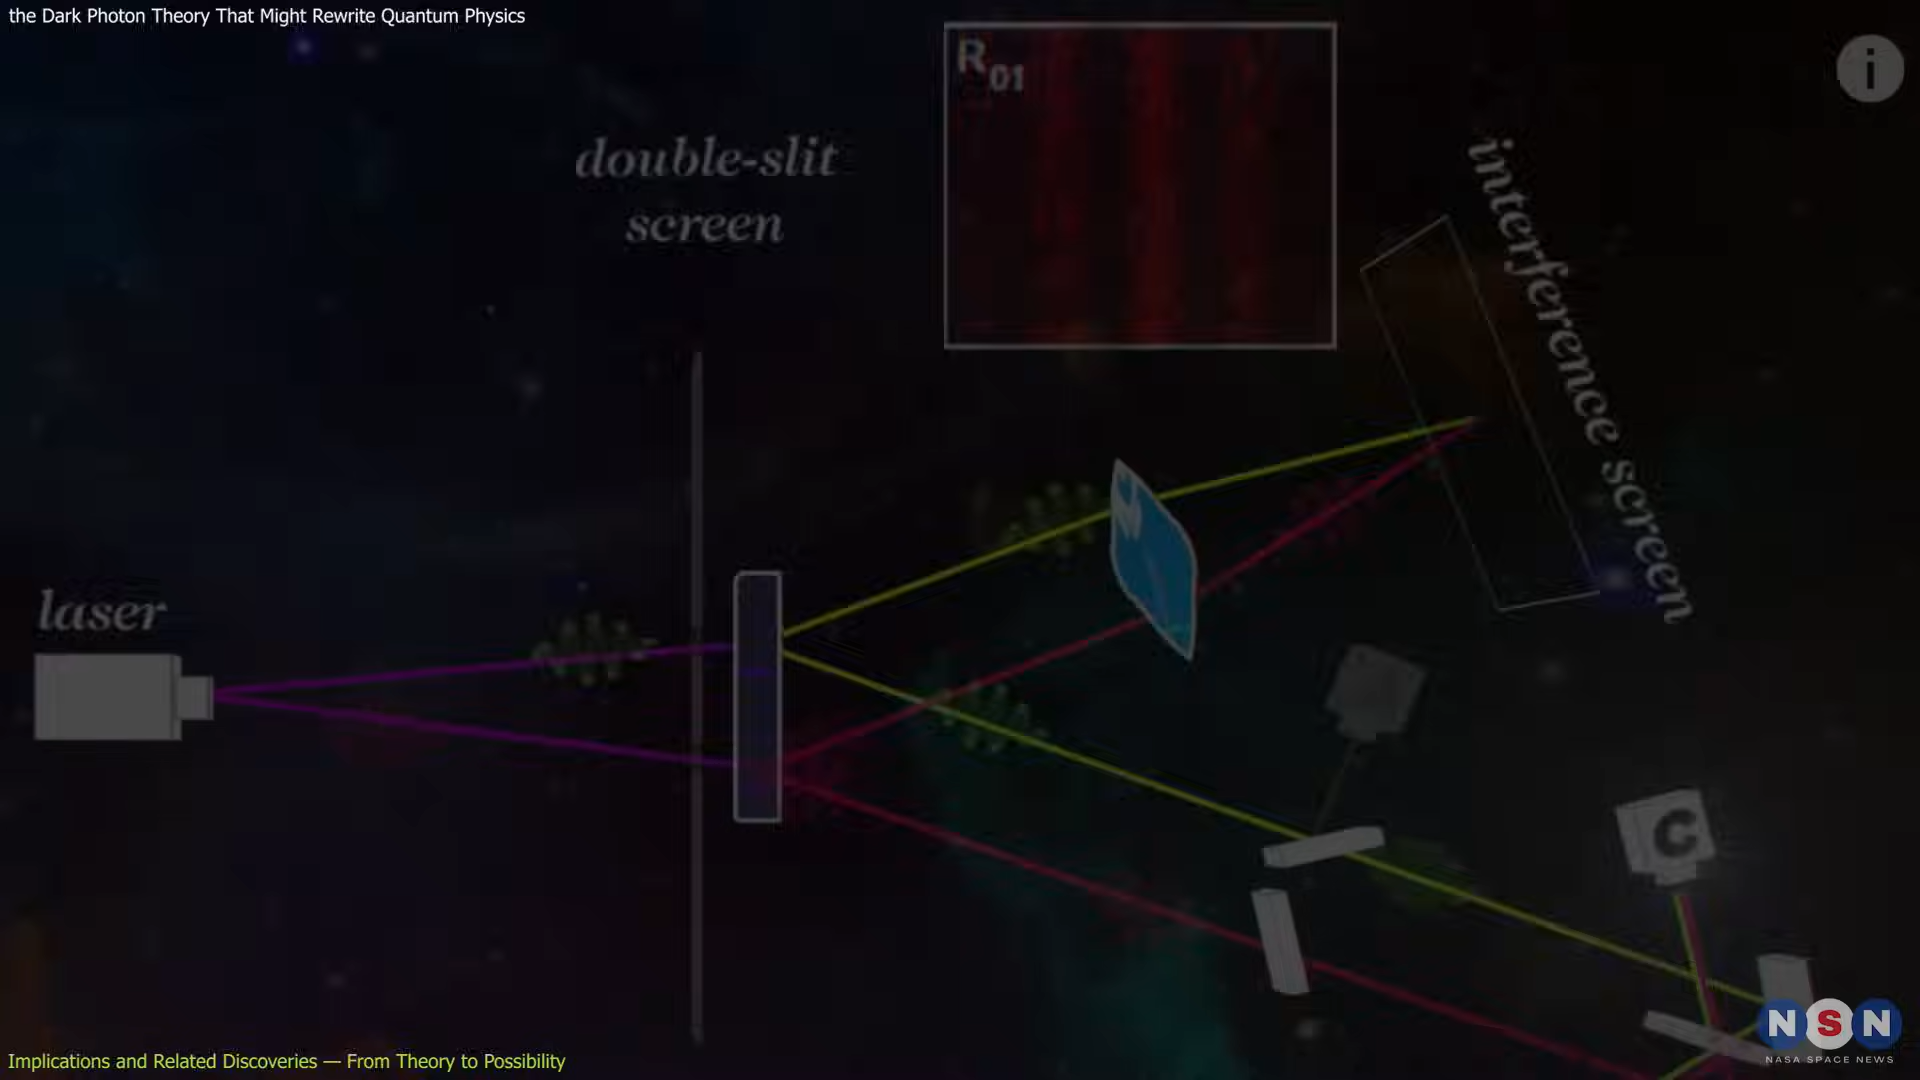 the Dark Photon Theory That Might Rewrite Quantum Physics
R01
i
double-slit
screen
interference screen
laser
C
NSN
NASA SPACE NEWS
Implications and Related Discoveries — From Theory to Possibility